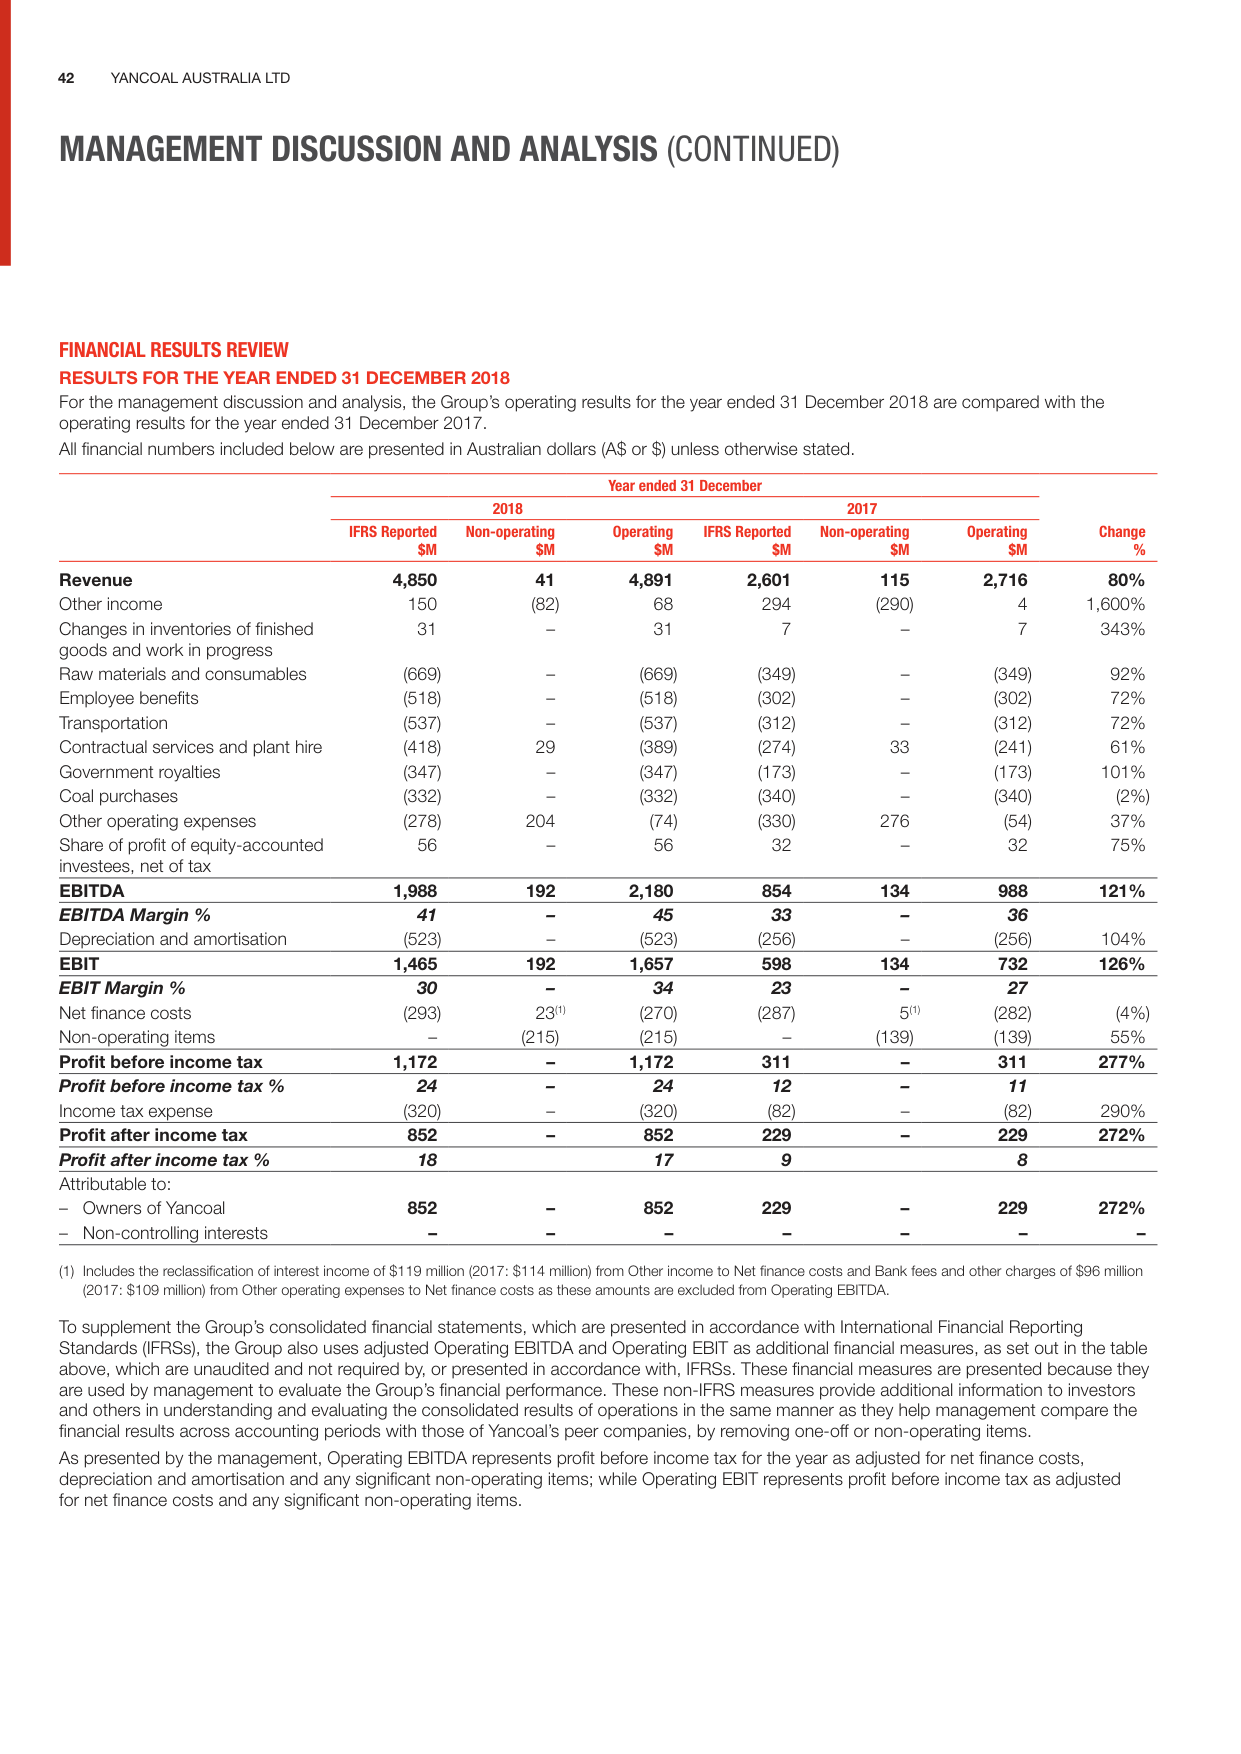 42 YANCOAL AUSTRALIA LTD
MANAGEMENT DISCUSSION AND ANALYSIS (CONTINUED)
FINANCIAL RESULTS REVIEW
RESULTS FOR THE YEAR ENDED 31 DECEMBER 2018
For the management discussion and analysis, the Group's operating results for the year ended 31 December 2018 are compared with the
operating results for the year ended 31 December 2017.
All financial numbers included below are presented in Australian dollars (A$ or $) unless otherwise stated.
Year ended 31 December
2018 2017
IFRS Reported Non-operating Operating IFRS Reported Non-operating Operating Change
$M $M $M $M $M $M %
Revenue 4,850 41 4,891 2,601 115 2,716 80%
Other income 150 (82) 68 294 (290) 4 1,600%
Changes in inventories of finished 31 – 31 7 – 7 343%
goods and work in progress
Raw materials and consumables (669) – (669) (349) – (349) 92%
Employee benefits (518) – (518) (302) – (302) 72%
Transportation (537) – (537) (312) – (312) 72%
Contractual services and plant hire (418) 29 (389) (274) 33 (241) 61%
Government royalties (347) – (347) (173) – (173) 101%
Coal purchases (332) – (332) (340) – (340) (2%)
Other operating expenses (278) 204 (74) (330) 276 (54) 37%
Share of profit of equity-accounted 56 – 56 32 – 32 75%
investees, net of tax
EBITDA 1,988 192 2,180 854 134 988 121%
EBITDA Margin % 41 – 45 33 – 36
Depreciation and amortisation (523) – (523) (256) – (256) 104%
EBIT 1,465 192 1,657 598 134 732 126%
EBIT Margin % 30 – 34 23 – 27
Net finance costs (293) 23(1) (270) (287) 5(1) (282) (4%)
Non-operating items – (215) (215) – (139) (139) 55%
Profit before income tax 1,172 – 1,172 311 – 311 277%
Profit before income tax % 24 – 24 12 – 11
Income tax expense (320) – (320) (82) – (82) 290%
Profit after income tax 852 – 852 229 – 229 272%
Profit after income tax % 18 17 9 8
Attributable to:
– Owners of Yancoal 852 – 852 229 – 229 272%
– Non-controlling interests – – – – – – –
(1) Includes the reclassification of interest income of $119 million (2017: $114 million) from Other income to Net finance costs and Bank fees and other charges of $96 million
(2017: $109 million) from Other operating expenses to Net finance costs as these amounts are excluded from Operating EBITDA.
To supplement the Group's consolidated financial statements, which are presented in accordance with International Financial Reporting
Standards (IFRSs), the Group also uses adjusted Operating EBITDA and Operating EBIT as additional financial measures, as set out in the table
above, which are unaudited and not required by, or presented in accordance with, IFRSs. These financial measures are presented because they
are used by management to evaluate the Group's financial performance. These non-IFRS measures provide additional information to investors
and others in understanding and evaluating the consolidated results of operations in the same manner as they help management compare the
financial results across accounting periods with those of Yancoal's peer companies, by removing one-off or non-operating items.
As presented by the management, Operating EBITDA represents profit before income tax for the year as adjusted for net finance costs,
depreciation and amortisation and any significant non-operating items; while Operating EBIT represents profit before income tax as adjusted
for net finance costs and any significant non-operating items.